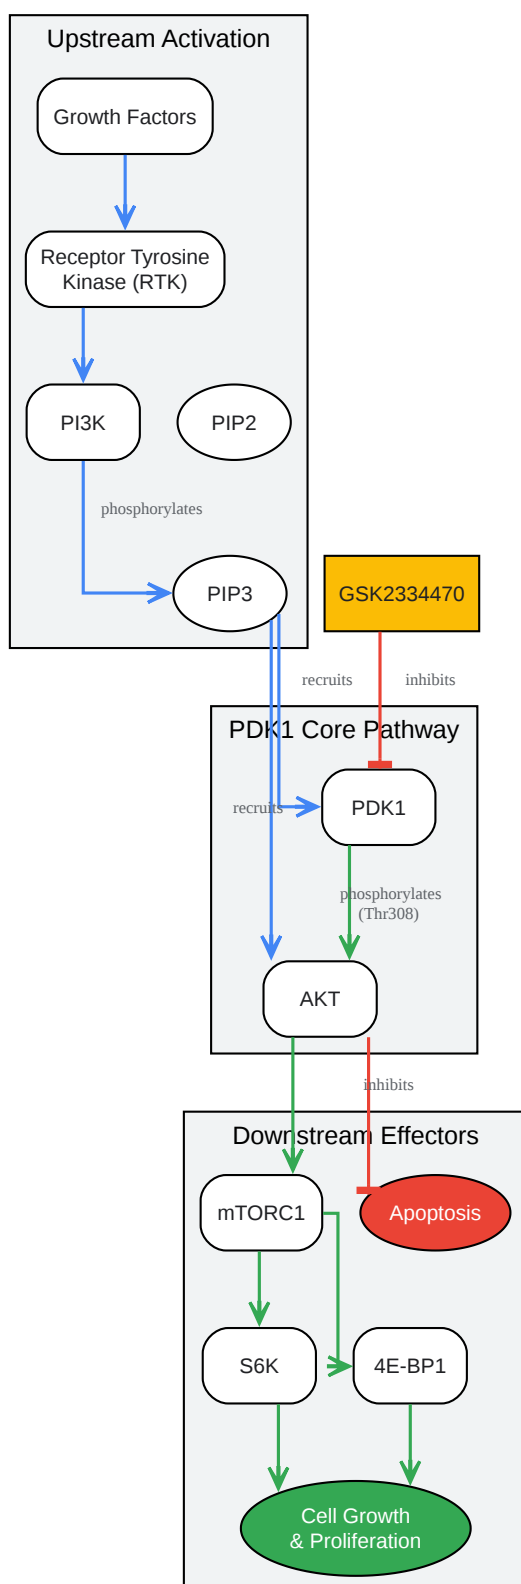 Upstream Activation
Growth Factors
Receptor Tyrosine
Kinase (RTK)
PI3K
PIP2
phosphorylates
PIP3
GSK2334470
recruits
inhibits
PDK1 Core Pathway
recruits
PDK1
phosphorylates
(Thr308)
AKT
inhibits
Downstream Effectors
mTORC1
Apoptosis
S6K
4E-BP1
Cell Growth
& Proliferation